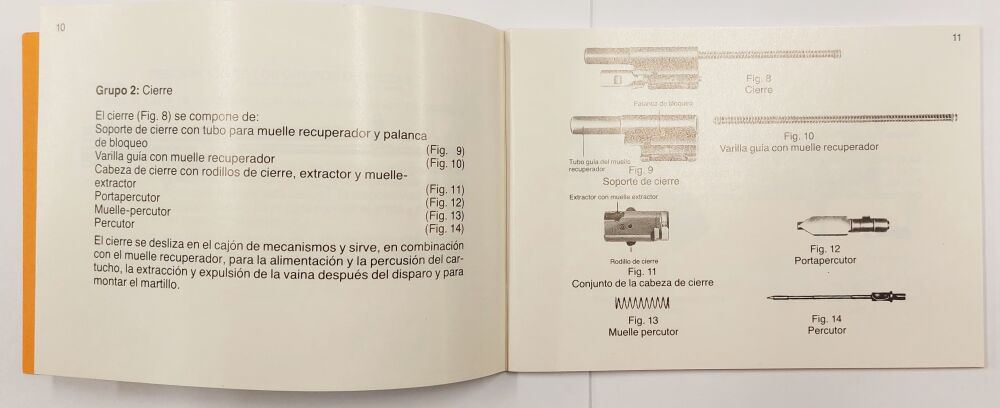 10
Grupo 2: Cierre
El cierre (Fig. 8) se compone de:
Soporte de cierre con tubo para muelle recuperador y palanca
de bloqueo (Fig. 9)
Varilla guía con muelle recuperador (Fig. 10)
Cabeza de cierre con rodillos de cierre, extractor y muelle-
extractor (Fig. 11)
Portapercutor (Fig. 12)
Muelle-percutor (Fig. 13)
Percutor (Fig. 14)
El cierre se desliza en el cajón de mecanismos y sirve, en combinación
con el muelle recuperador, para la alimentación y la percusión del car-
tucho, la extracción y expulsión de la vaina después del disparo y para
montar el martillo.
11
Fig. 8
Cierre
Palanca de bloqueo
Tubo guía del muelle
recuperador
Fig. 9
Soporte de cierre
Fig. 10
Varilla guía con muelle recuperador
Extractor con muelle extractor
Rodillo de cierre
Fig. 11
Conjunto de la cabeza de cierre
Fig. 12
Portapercutor
Fig. 13
Muelle percutor
Fig. 14
Percutor